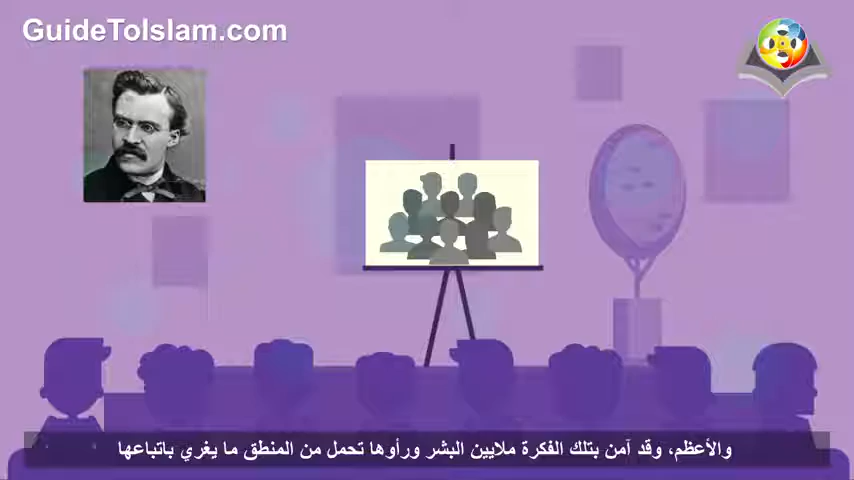 GuideToIslam.com
والأعظم، وقد آمن بتلك الفكرة ملايين البشر ورأوها تحمل من المنطق ما يغري باتباعها